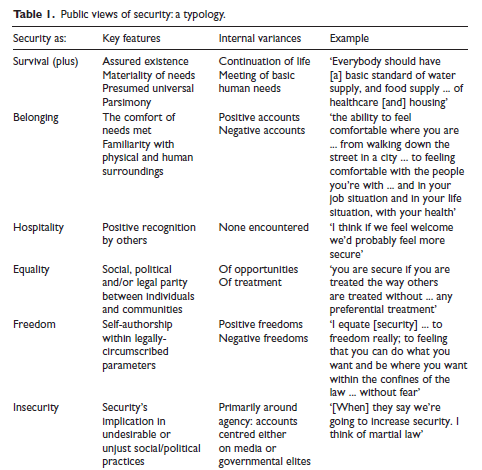 Table 1. Public views of security: a typology.
Security as: Key features Internal variances Example
Survival (plus) Assured existence Continuation of life 'Everybody should have
Materiality of needs Meeting of basic [a] basic standard of water
Presumed universal human needs supply, and food supply ... of
Parsimony healthcare [and] housing'
Belonging The comfort of Positive accounts 'the ability to feel
needs met Negative accounts comfortable where you are
Familiarity with ... from walking down the
physical and human street in a city ... to feeling
surroundings comfortable with the people
you're with ... and in your
job situation and in your life
situation, with your health'
Hospitality Positive recognition None encountered 'I think if we feel welcome
by others we'd probably feel more
secure'
Equality Social, political Of opportunities 'you are secure if you are
and/or legal parity Of treatment treated the way others
between individuals are treated without ... any
and communities preferential treatment'
Freedom Self-authorship Positive freedoms 'I equate [security] ... to
within legally- Negative freedoms freedom really; to feeling
circumscribed that you can do what you
parameters want and be where you want
within the confines of the
law ... without fear'
Insecurity Security's Primarily around '[When] they say we're
implication in agency: accounts going to increase security. I
undesirable or centred either think of martial law'
unjust social/political on media or
practices governmental elites